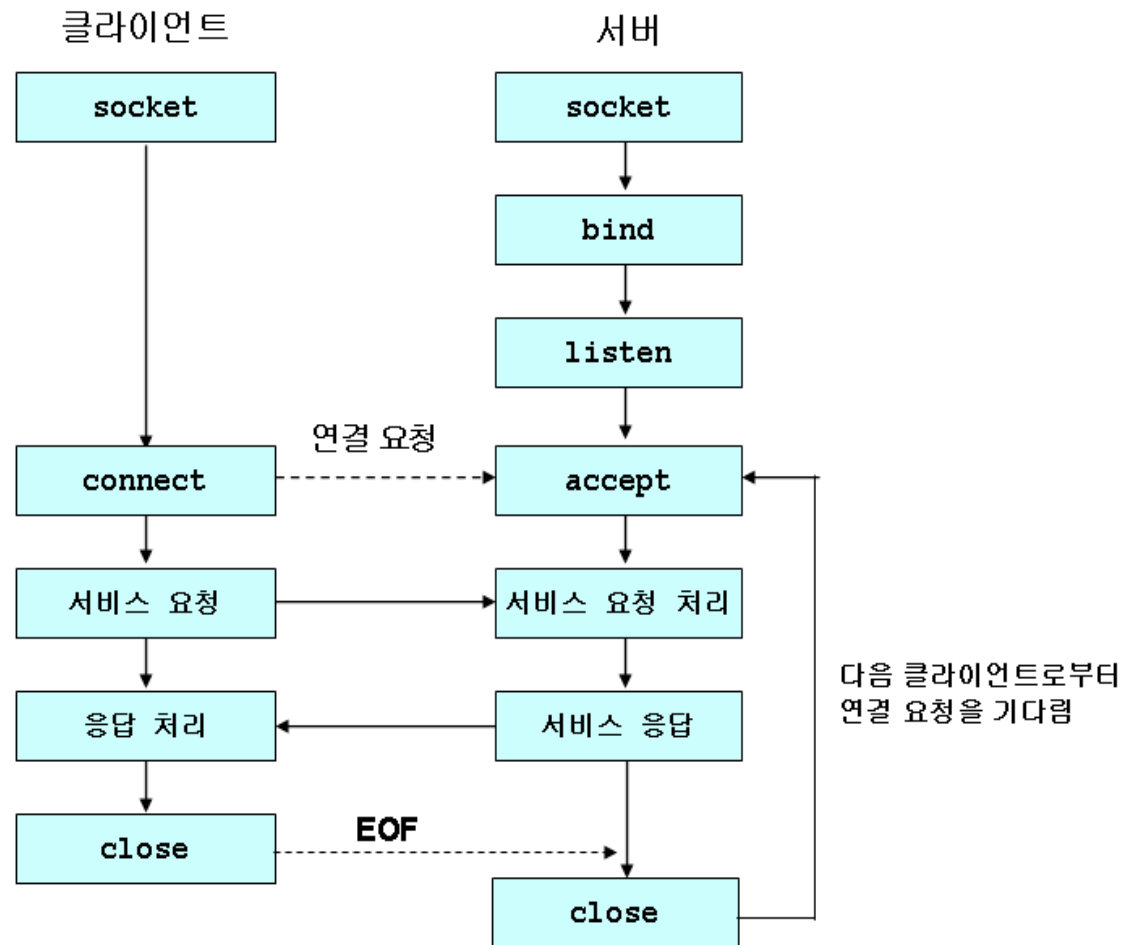 클라이언트
서버
socket
socket
bind
listen
연결 요청
connect
accept
서비스 요청
서비스 요청 처리
다음 클라이언트로부터
연결 요청을 기다림
응답 처리
서비스 응답
EOF
close
close